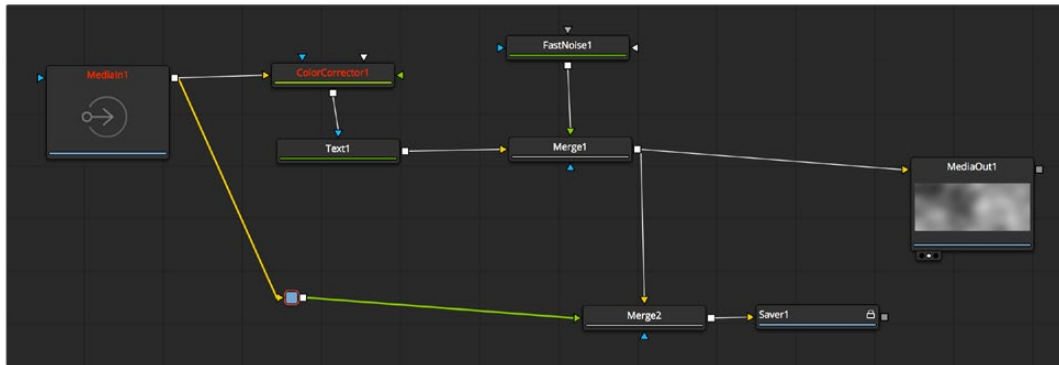 MediaIn1
ColorCorrector1
FastNoise1
Text1
Merge1
MediaOut1
Merge2
Saver1